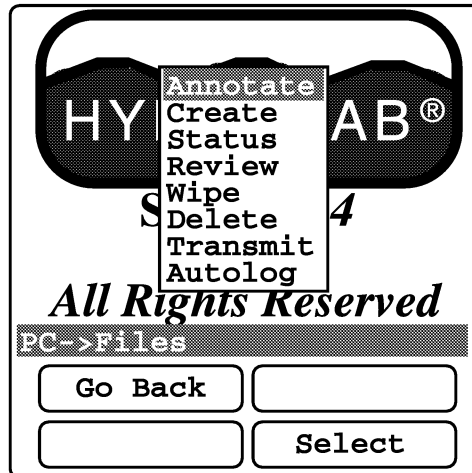 HY AB®
Annotate
Create
Status
Review
Wipe
Delete
Transmit
Autolog
S 4
All Rights Reserved
PC->Files
Go Back
Select